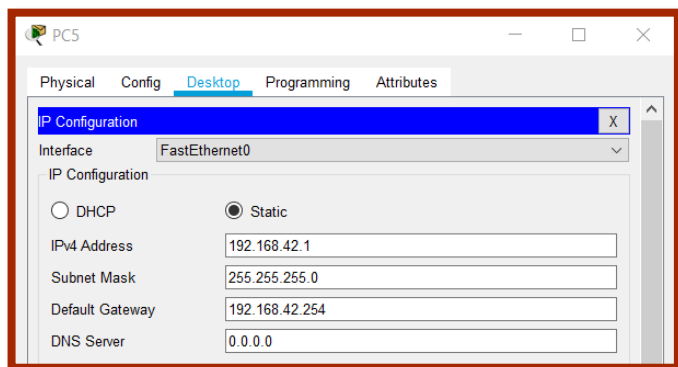 PC5
Physical Config Desktop Programming Attributes
IP Configuration X
Interface FastEthernet0
IP Configuration
DHCP Static
IPv4 Address 192.168.42.1
Subnet Mask 255.255.255.0
Default Gateway 192.168.42.254
DNS Server 0.0.0.0